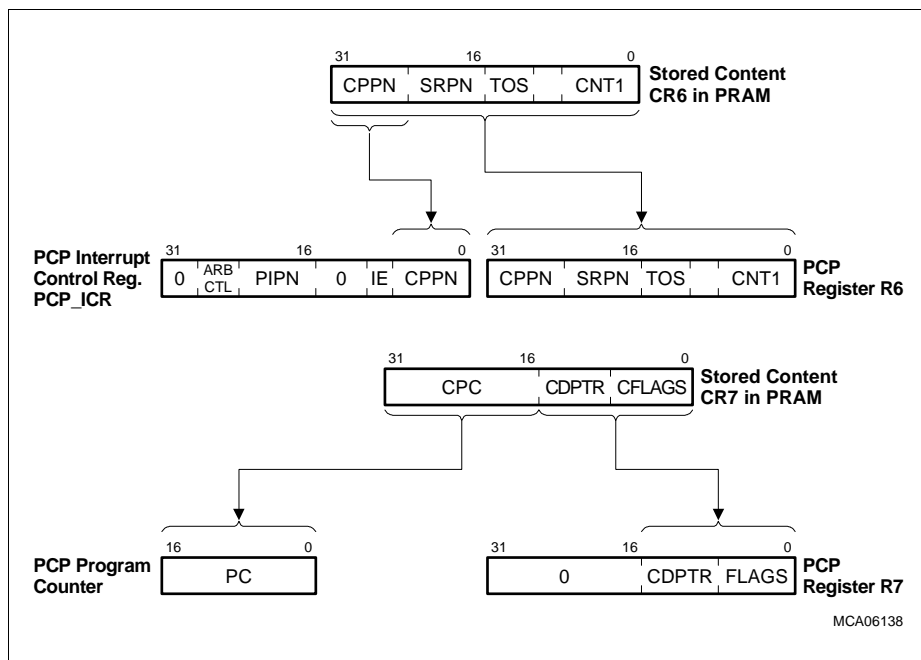 31 16 0
CPPN SRPN TOS CNT1
Stored Content
CR6 in PRAM
PCP Interrupt
Control Reg.
PCP_ICR
31 16 0
0 ARB CTL PIPN 0 IE CPPN
31 16 0
CPPN SRPN TOS CNT1
PCP
Register R6
31 16 0
CPC CDPTR CFLAGS
Stored Content
CR7 in PRAM
PCP Program
Counter
16 0
PC
31 16 0
0 CDPTR FLAGS
PCP
Register R7
MCA06138